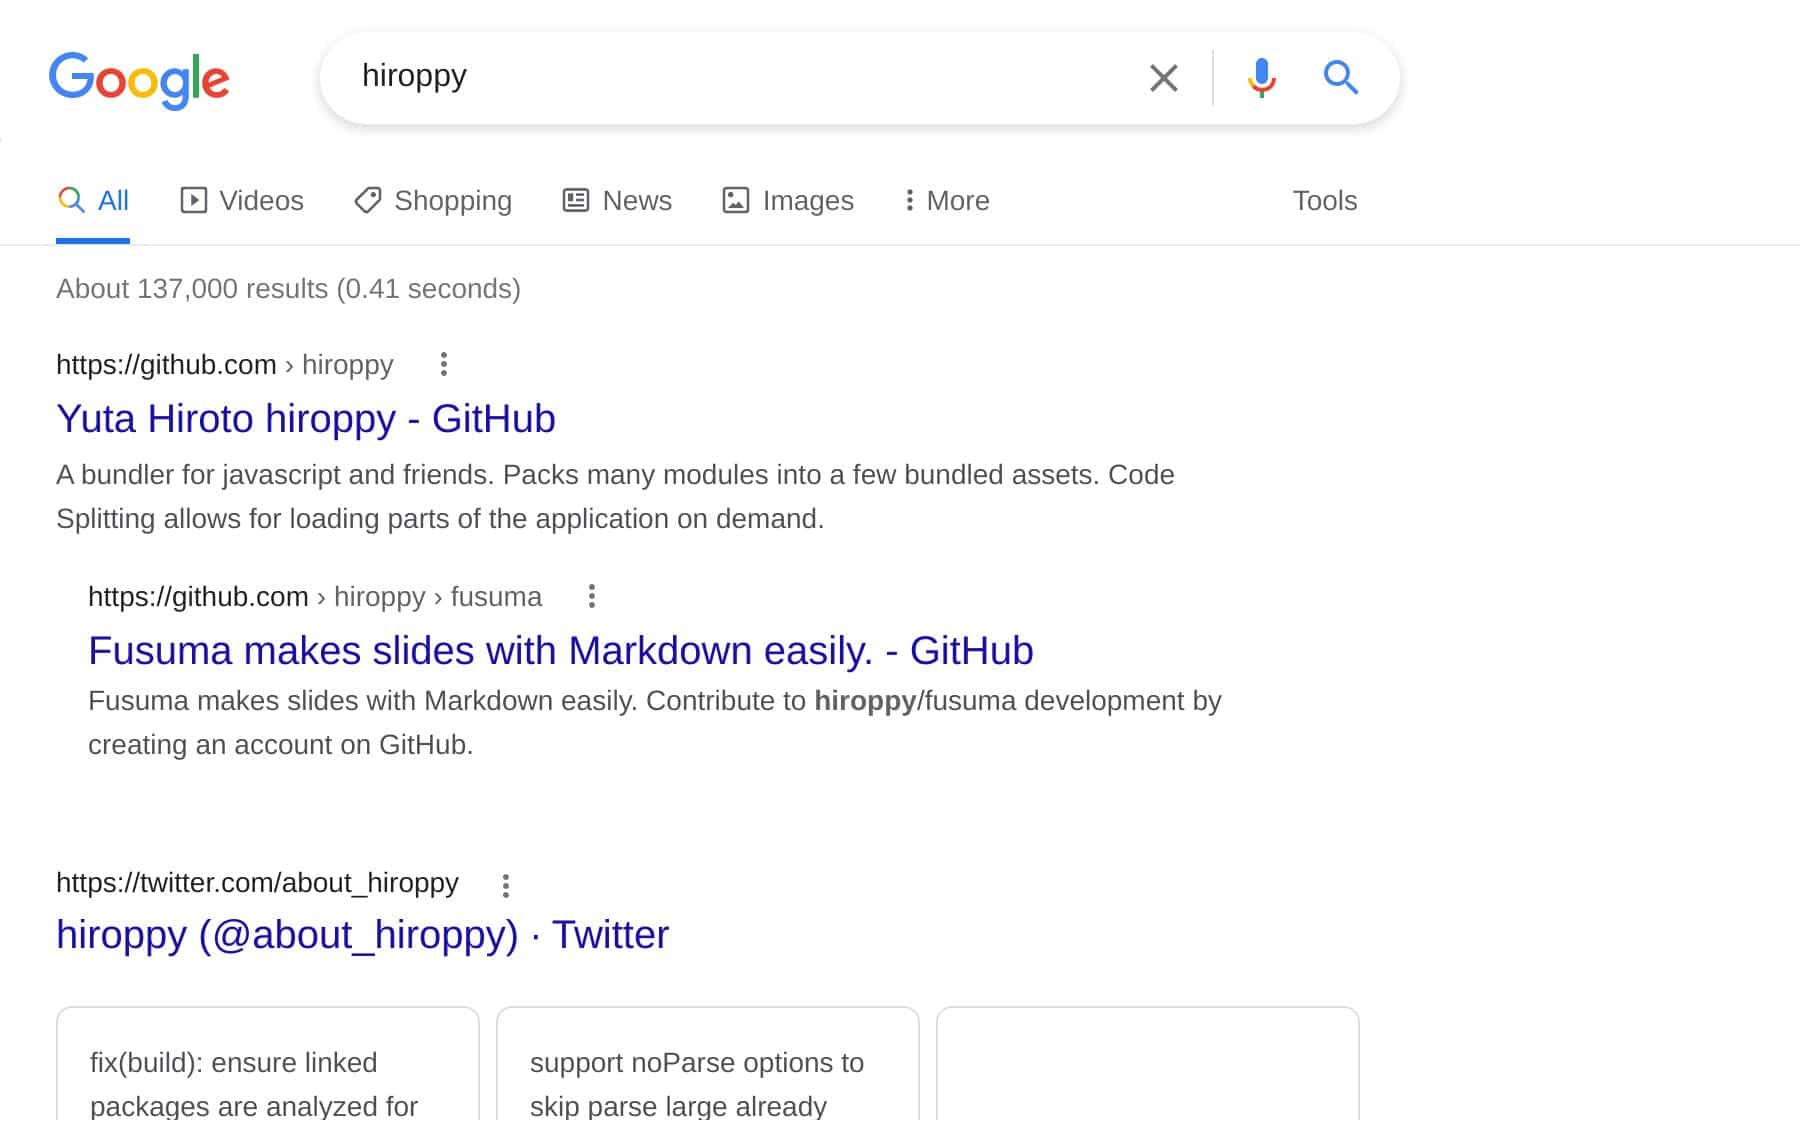 Google
hiroppy
All Videos Shopping News Images More Tools
About 137,000 results (0.41 seconds)
https://github.com › hiroppy
Yuta Hiroto hiroppy - GitHub
A bundler for javascript and friends. Packs many modules into a few bundled assets. Code
Splitting allows for loading parts of the application on demand.
https://github.com › hiroppy › fusuma
Fusuma makes slides with Markdown easily. - GitHub
Fusuma makes slides with Markdown easily. Contribute to hiroppy/fusuma development by
creating an account on GitHub.
https://twitter.com/about_hiroppy
hiroppy (@about_hiroppy) · Twitter
fix(build): ensure linked
packages are analyzed for
support noParse options to
skip parse large already